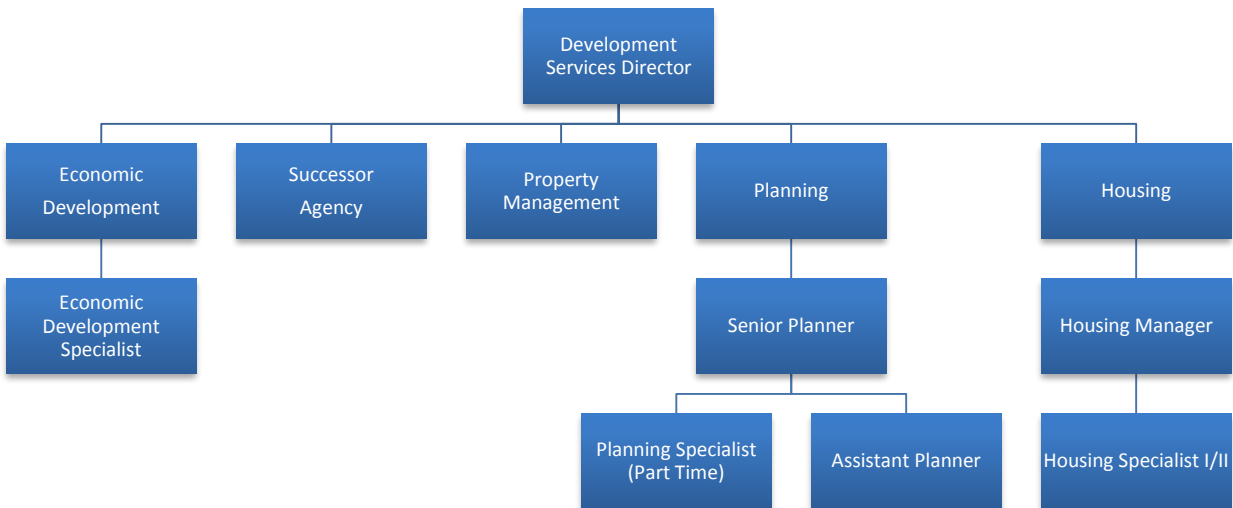 Development
Services Director
Economic
Development
Successor
Agency
Property
Management
Planning
Housing
Economic
Development
Specialist
Senior Planner
Housing Manager
Planning Specialist
(Part Time)
Assistant Planner
Housing Specialist I/II